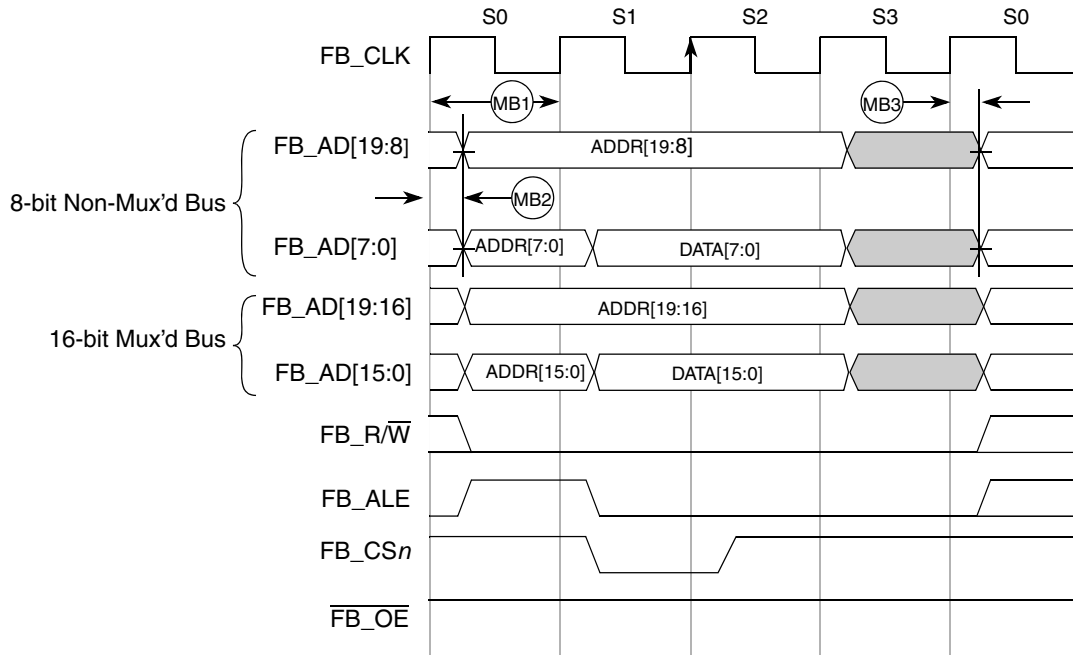 S0 S1 S2 S3 S0
FB_CLK
MB1 MB3
FB_AD[19:8] ADDR[19:8]
8-bit Non-Mux'd Bus
MB2
FB_AD[7:0] ADDR[7:0] DATA[7:0]
FB_AD[19:16] ADDR[19:16]
16-bit Mux'd Bus
FB_AD[15:0] ADDR[15:0] DATA[15:0]
FB_R/W̅
FB_ALE
FB_CSn
F̅B̅_̅O̅E̅